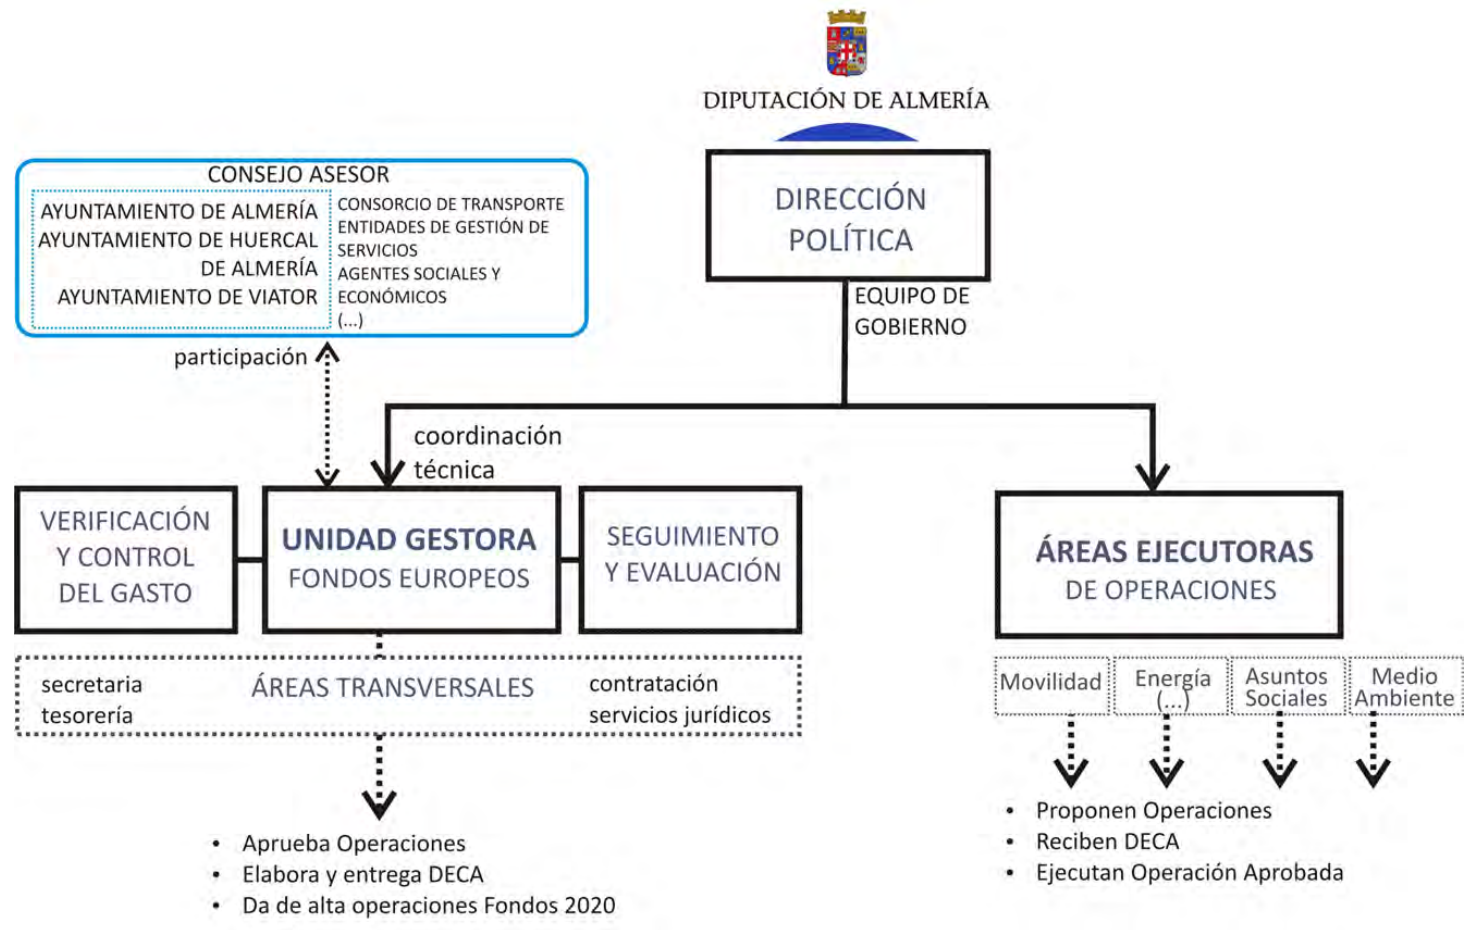 DIPUTACIÓN DE ALMERÍA
DIRECCIÓN
POLÍTICA
EQUIPO DE
GOBIERNO
CONSEJO ASESOR
AYUNTAMIENTO DE ALMERÍA
AYUNTAMIENTO DE HUERCAL
DE ALMERÍA
AYUNTAMIENTO DE VIATOR
CONSORCIO DE TRANSPORTE
ENTIDADES DE GESTIÓN DE
SERVICIOS
AGENTES SOCIALES Y
ECONÓMICOS
(...)
participación
coordinación
técnica
VERIFICACIÓN
Y CONTROL
DEL GASTO
UNIDAD GESTORA
FONDOS EUROPEOS
SEGUIMIENTO
Y EVALUACIÓN
ÁREAS EJECUTORAS
DE OPERACIONES
secretaria
tesorería
ÁREAS TRANSVERSALES
contratación
servicios jurídicos
Movilidad
Energía
(...)
Asuntos
Sociales
Medio
Ambiente
• Aprueba Operaciones
• Elabora y entrega DECA
• Da de alta operaciones Fondos 2020
• Proponen Operaciones
• Reciben DECA
• Ejecutan Operación Aprobada